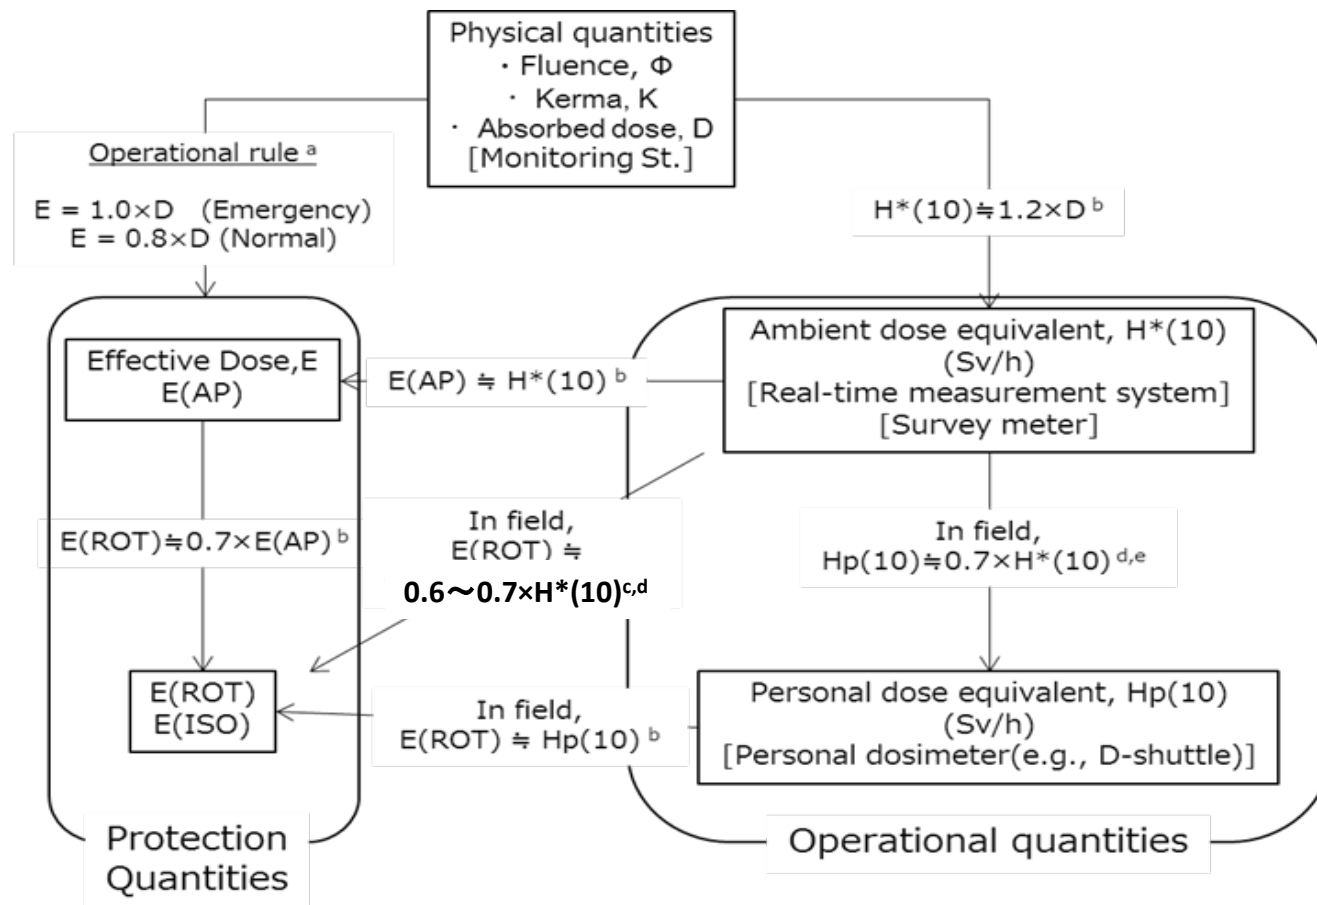 Physical quantities
・Fluence, Φ
・ Kerma, K
・ Absorbed dose, D
[Monitoring St.]
Operational rule a
E = 1.0×D (Emergency)
E = 0.8×D (Normal)
H*(10)≒1.2×D b
Effective Dose,E
E(AP)
E(AP) ≒ H*(10) b
Ambient dose equivalent, H*(10)
(Sv/h)
[Real-time measurement system]
[Survey meter]
E(ROT)≒0.7×E(AP) b
In field,
E(ROT) ≒
0.6～0.7×H*(10)c,d
In field,
Hp(10)≒0.7×H*(10) d,e
E(ROT)
E(ISO)
In field,
E(ROT) ≒ Hp(10) b
Personal dose equivalent, Hp(10)
(Sv/h)
[Personal dosimeter(e.g., D-shuttle)]
Protection
Quantities
Operational quantities